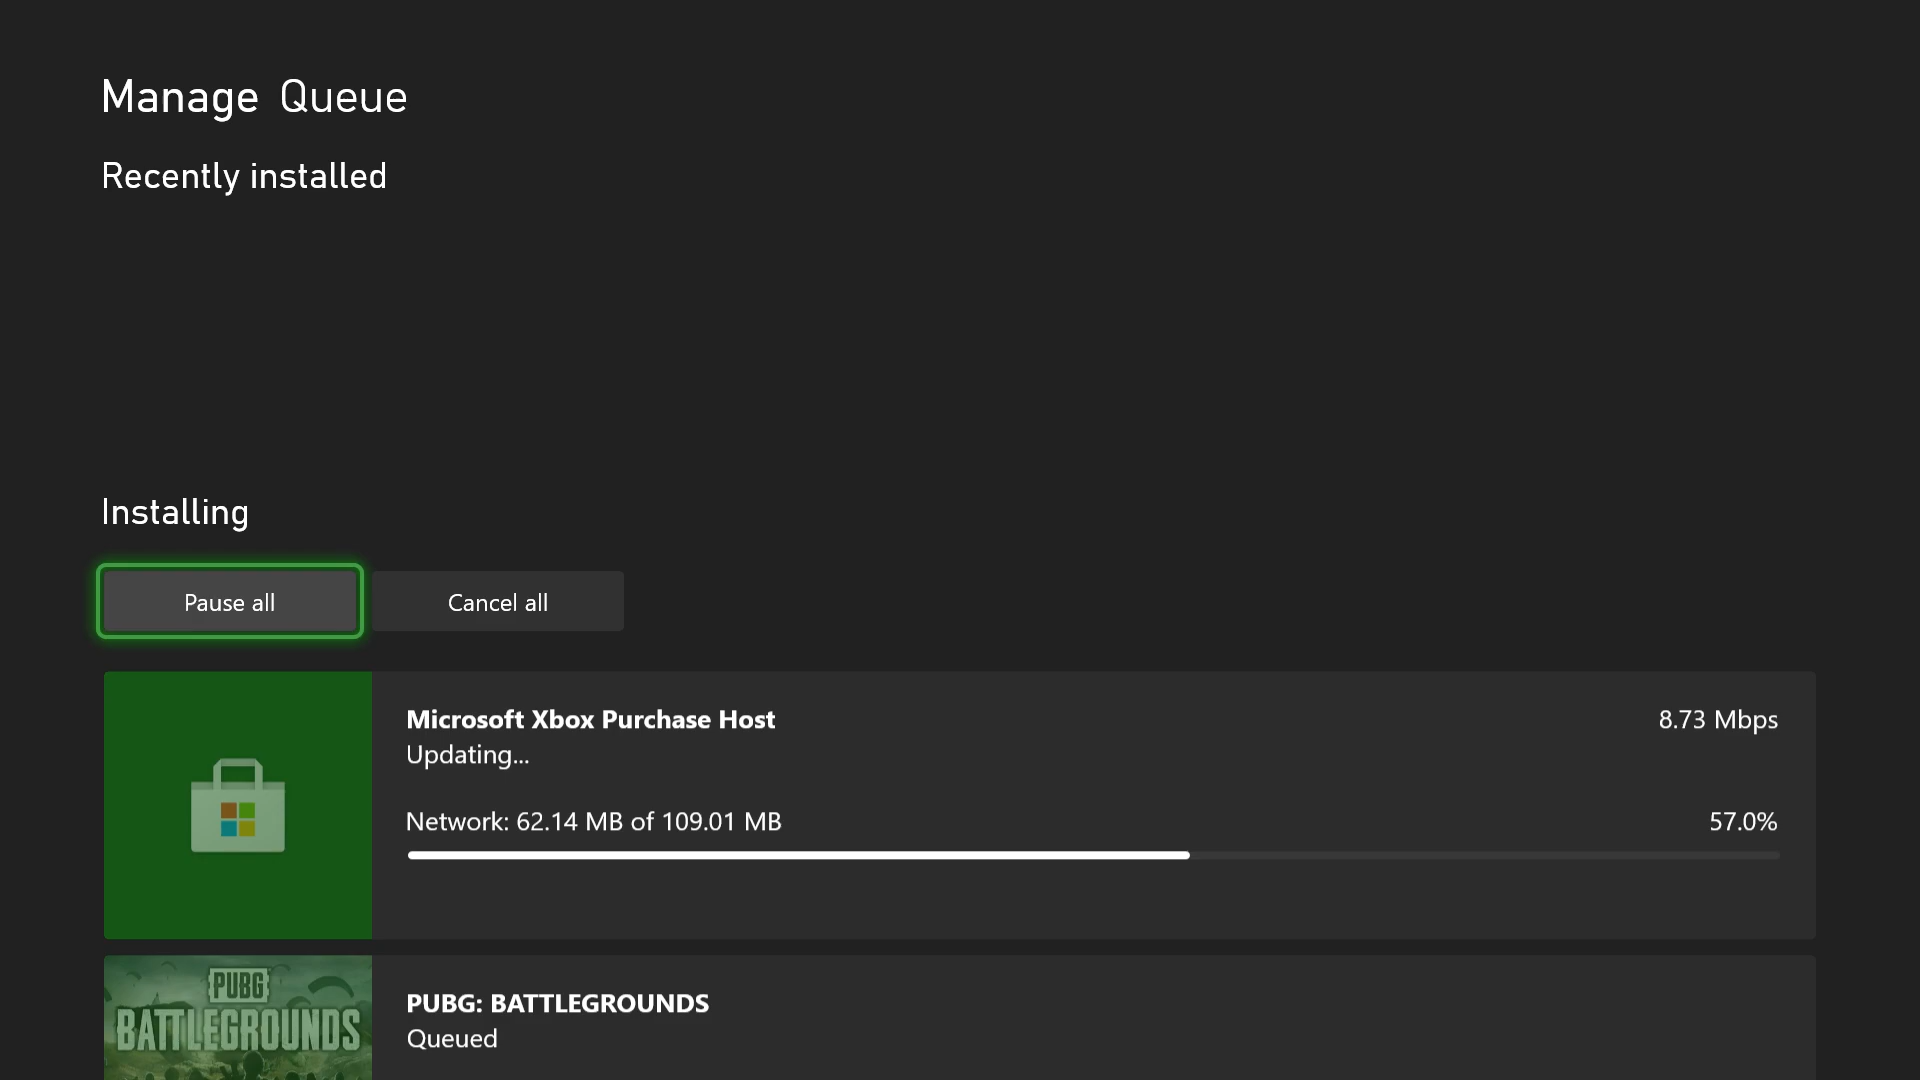 Manage Queue
Recently installed
Installing
Pause all
Cancel all
Microsoft Xbox Purchase Host
8.73 Mbps
Updating...
Network: 62.14 MB of 109.01 MB
57.0%
PUBG
BATTLEGROUNDS
PUBG: BATTLEGROUNDS
Queued